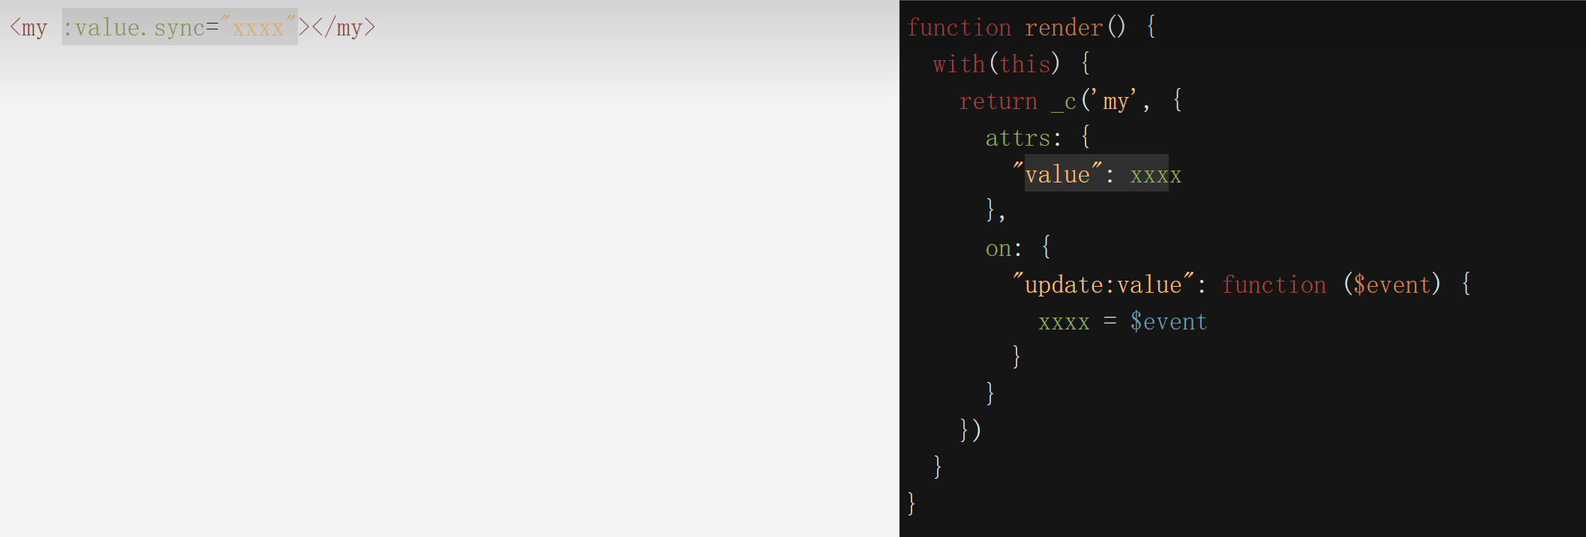 <my :value.sync="xxxx"></my>
function render() {
  with(this) {
    return _c('my', {
      attrs: {
        "value": xxxx
      },
      on: {
        "update:value": function ($event) {
          xxxx = $event
        }
      }
    })
  }
}